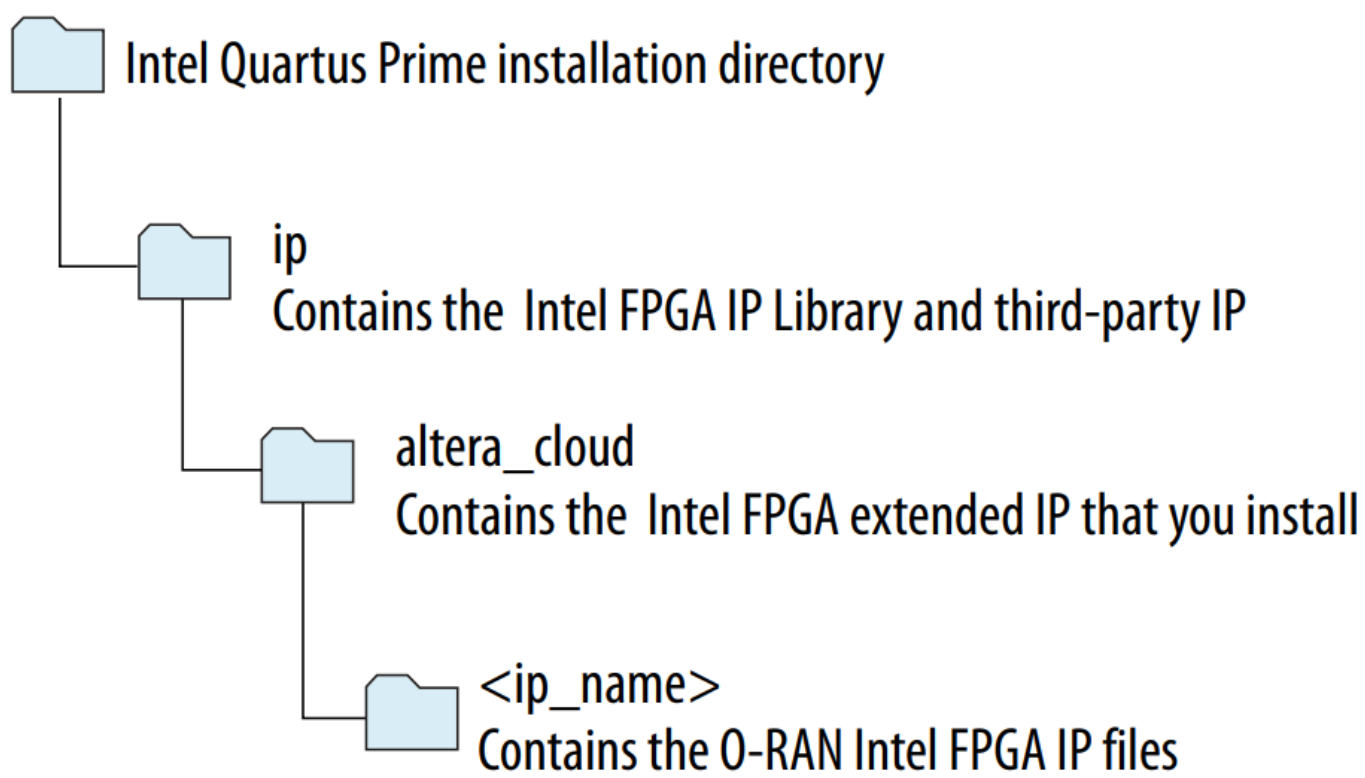 Intel Quartus Prime installation directory
ip
Contains the Intel FPGA IP Library and third-party IP
altera_cloud
Contains the Intel FPGA extended IP that you install
<ip_name>
Contains the O-RAN Intel FPGA IP files